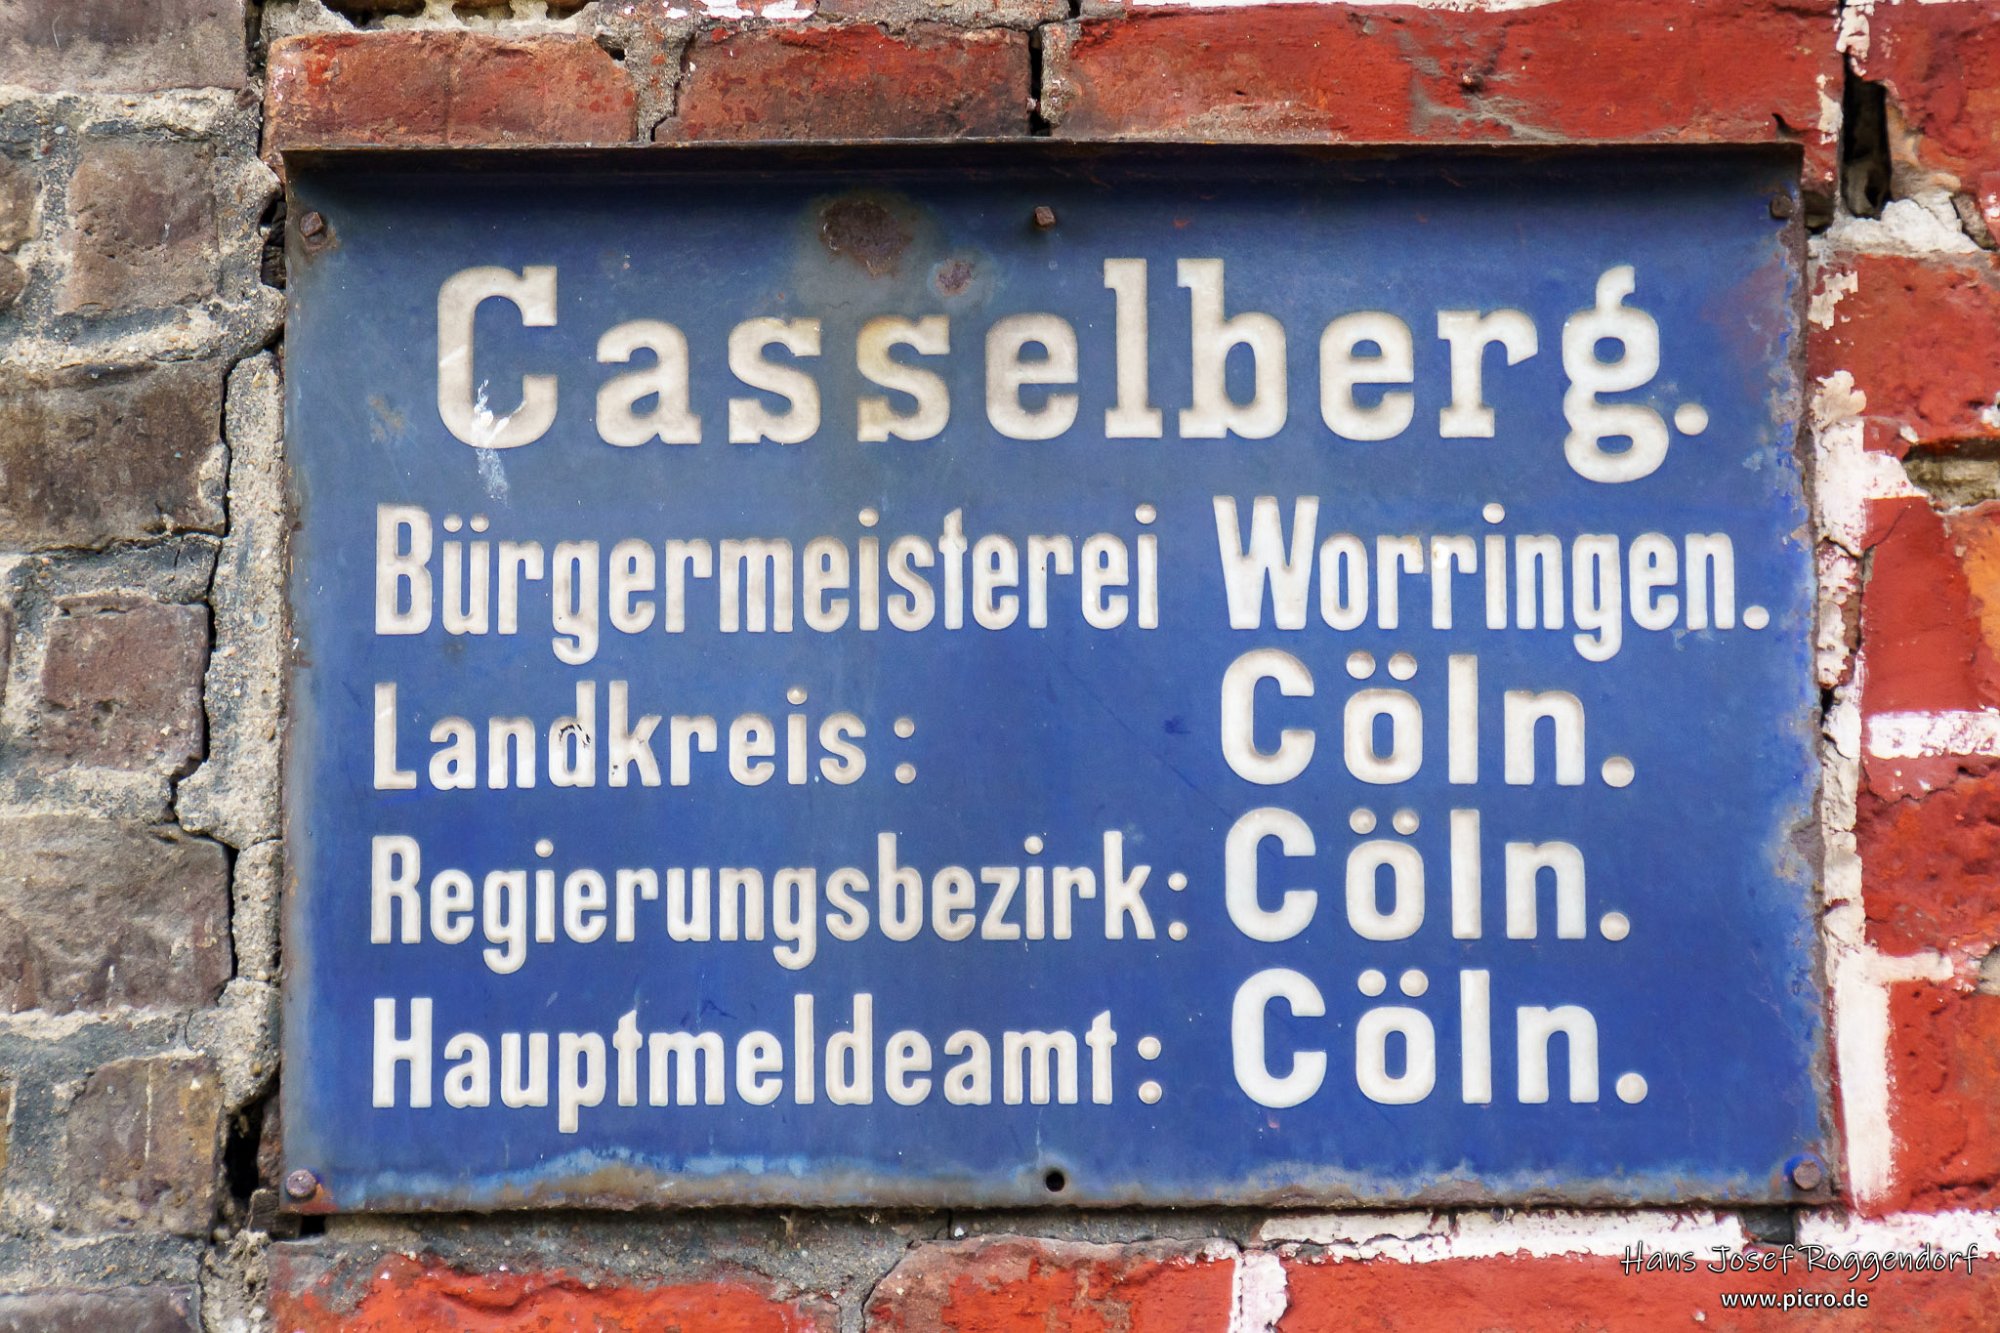 Casselberg.
Bürgermeisterei Worringen.
Landkreis: Cöln.
Regierungsbezirk: Cöln.
Hauptmeldeamt: Cöln.
Hans Josef Roggendorf
www.picro.de